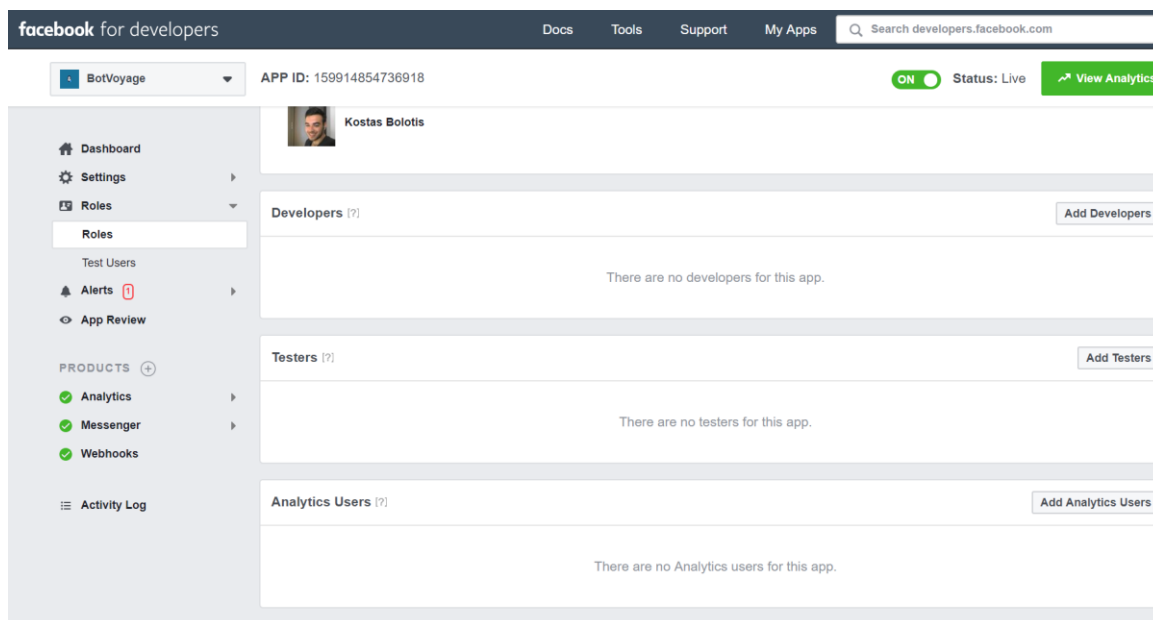 facebook for developers Docs Tools Support My Apps Search developers.facebook.com
BotVoyage APP ID: 159914854736918 ON Status: Live View Analytics
Kostas Bolotis
Dashboard
Settings
Roles
Roles
Test Users
Alerts 1
App Review
PRODUCTS
Analytics
Messenger
Webhooks
Activity Log
Developers [?] Add Developers
There are no developers for this app.
Testers [?] Add Testers
There are no testers for this app.
Analytics Users [?] Add Analytics Users
There are no Analytics users for this app.